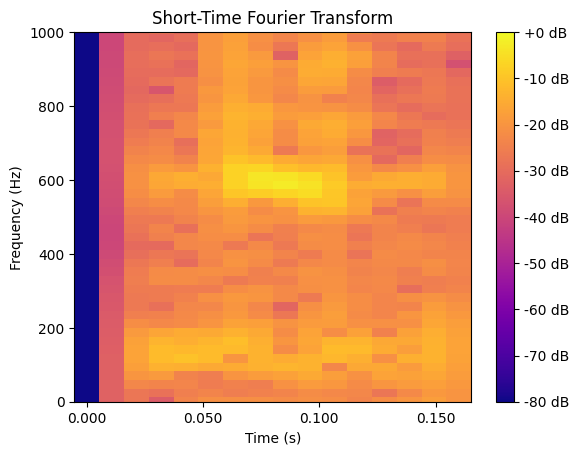 Short-Time Fourier Transform
1000
800
600
400
200
0
Frequency (Hz)
0.000
0.050
0.100
0.150
Time (s)
+0 dB
-10 dB
-20 dB
-30 dB
-40 dB
-50 dB
-60 dB
-70 dB
-80 dB